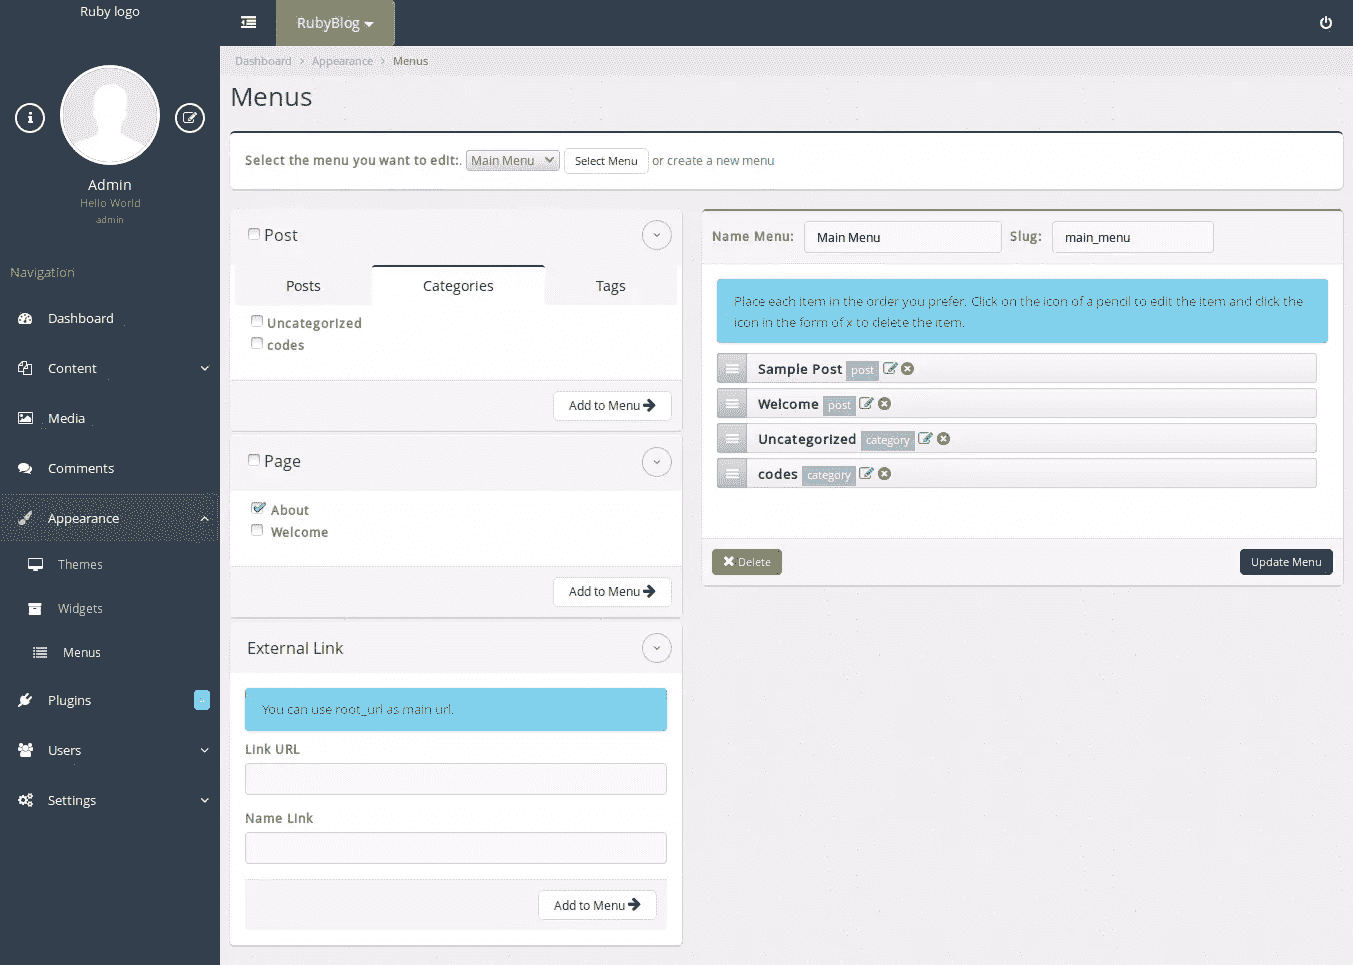 Ruby logo
RubyBlog
Admin
Hello World
admin
Navigation
Dashboard
Content
Media
Comments
Appearance
Themes
Widgets
Menus
Plugins
Users
Settings
Dashboard > Appearance > Menus
Menus
Select the menu you want to edit:. Main Menu Select Menu or create a new menu
Post
Posts Categories Tags
Uncategorized
codes
Add to Menu
Page
About
Welcome
Add to Menu
External Link
You can use root_url as main url.
Link URL
Name Link
Add to Menu
Name Menu: Main Menu Slug: main_menu
Place each item in the order you prefer. Click on the icon of a pencil to edit the item and click the
icon in the form of x to delete the item.
Sample Post post
Welcome post
Uncategorized category
codes category
Delete Update Menu